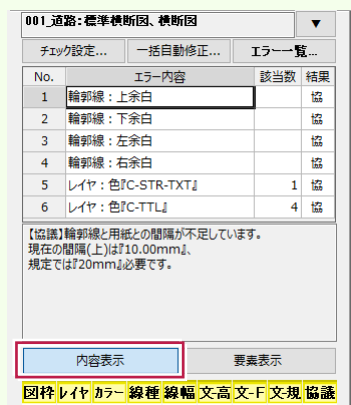 001_道路:標準横断図、横断図 ▼
チェック設定... 一括自動修正... エラー一覧...
No. エラー内容 該当数 結果
1 輪郭線:上余白 協
2 輪郭線:下余白 協
3 輪郭線:左余白 協
4 輪郭線:右余白 協
5 レイヤ:色『C-STR-TXT』 1 協
6 レイヤ:色『C-TTL』 4 協
【協議】輪郭線と用紙との間隔が不足しています。
現在の間隔(上)は『10.00mm』、
規定では『20mm』必要です。
内容表示 要素表示
図枠 レイヤ カラー 線種 線幅 文高 文-F 文規 協議